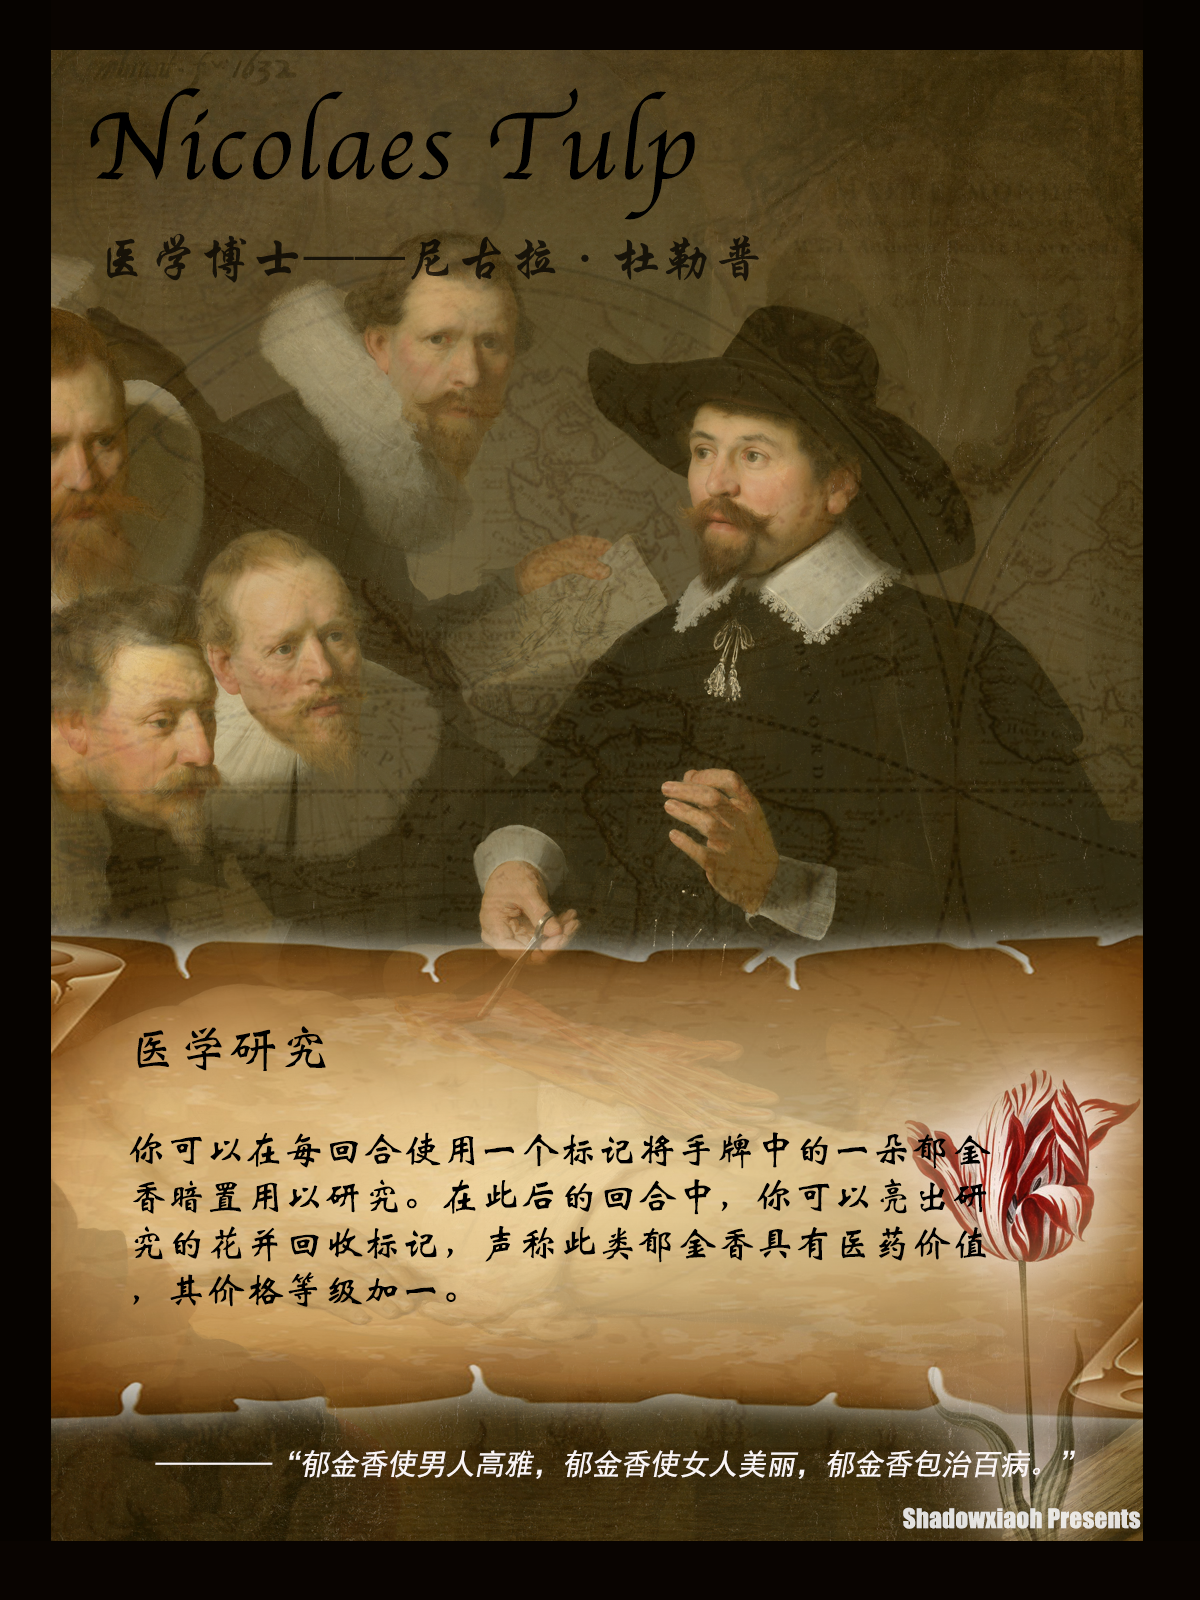 1632
Nicolaes Tulp
医学博士——尼古拉·杜勒普
医学研究
你可以在每回合使用一个标记将手牌中的一朵郁金
香暗置用以研究。在此后的回合中，你可以亮出研
究的花并回收标记，声称此类郁金香具有医药价值
，其价格等级加一。
——“郁金香使男人高雅，郁金香使女人美丽，郁金香包治百病。”
Shadowxiaoh Presents